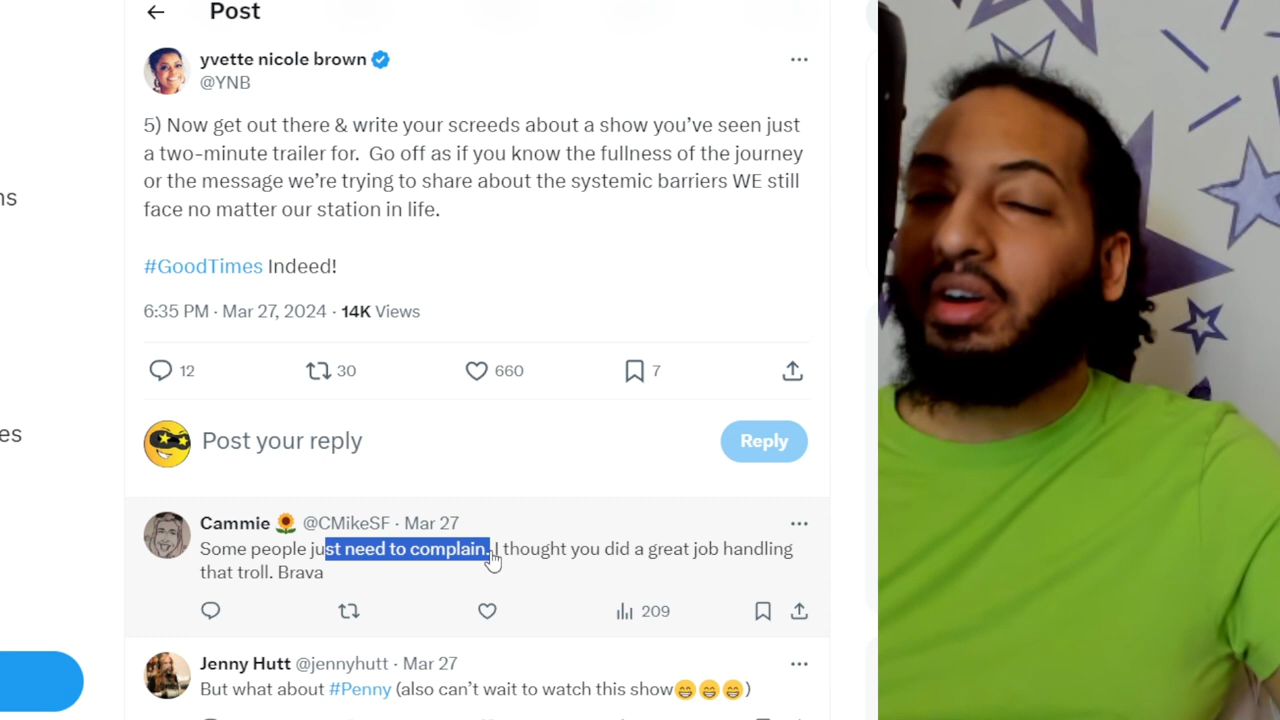 Post
yvette nicole brown
@YNB
5) Now get out there & write your screeds about a show you’ve seen just
a two-minute trailer for.  Go off as if you know the fullness of the journey
or the message we’re trying to share about the systemic barriers WE still
face no matter our station in life.
#GoodTimes Indeed!
6:35 PM · Mar 27, 2024 · 14K Views
12 30 660 7
Post your reply
Reply
Cammie 🌻 @CMikeSF · Mar 27
Some people just need to complain. I thought you did a great job handling
that troll. Brava
209
Jenny Hutt @jennyhutt · Mar 27
But what about #Penny (also can’t wait to watch this show😁😁😁)
ns
es